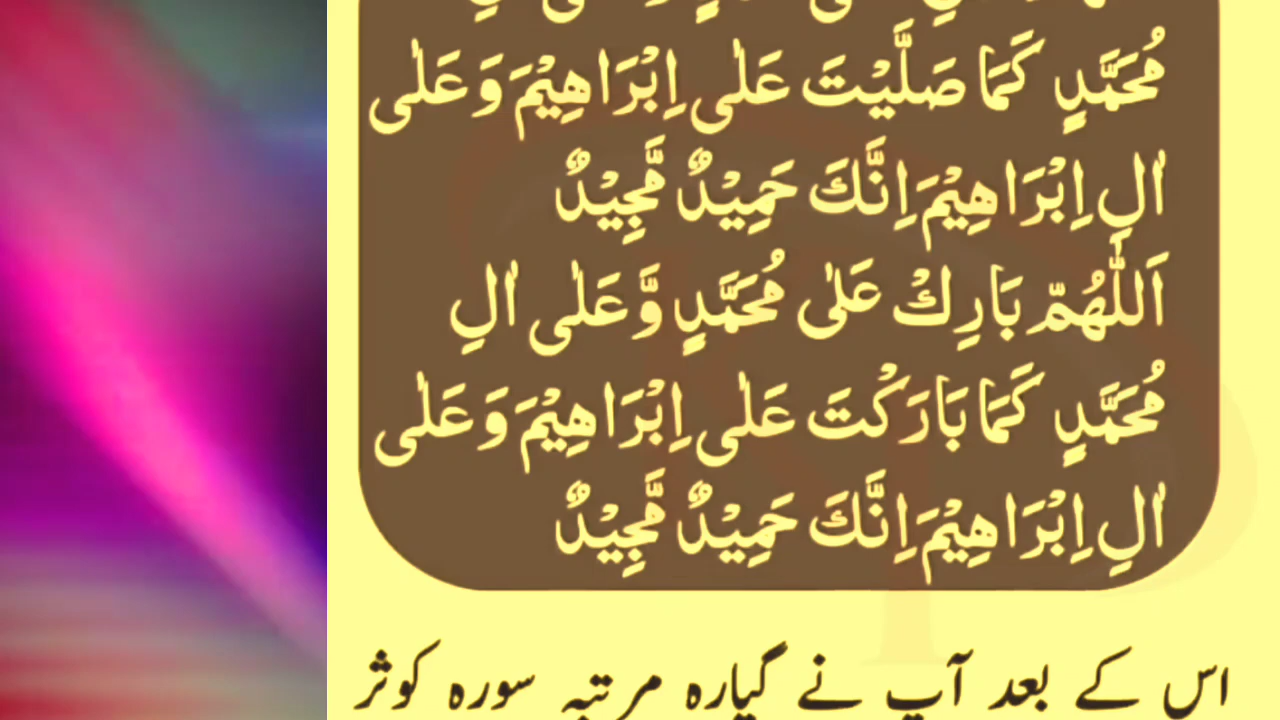 مُحَمَّدٍ كَمَا صَلَّيْتَ عَلٰى اِبْرَاهِيْمَ وَعَلٰى
اٰلِ اِبْرَاهِيْمَ اِنَّكَ حَمِيْدٌ مَّجِيْدٌ
اَللّٰهُمّ بَارِكْ عَلٰى مُحَمَّدٍ وَّعَلٰى اٰلِ
مُحَمَّدٍ كَمَا بَارَكْتَ عَلٰى اِبْرَاهِيْمَ وَعَلٰى
اٰلِ اِبْرَاهِيْمَ اِنَّكَ حَمِيْدٌ مَّجِيْدٌ
اس کے بعد آپ نے گیارہ مرتبہ سورہ کوثر